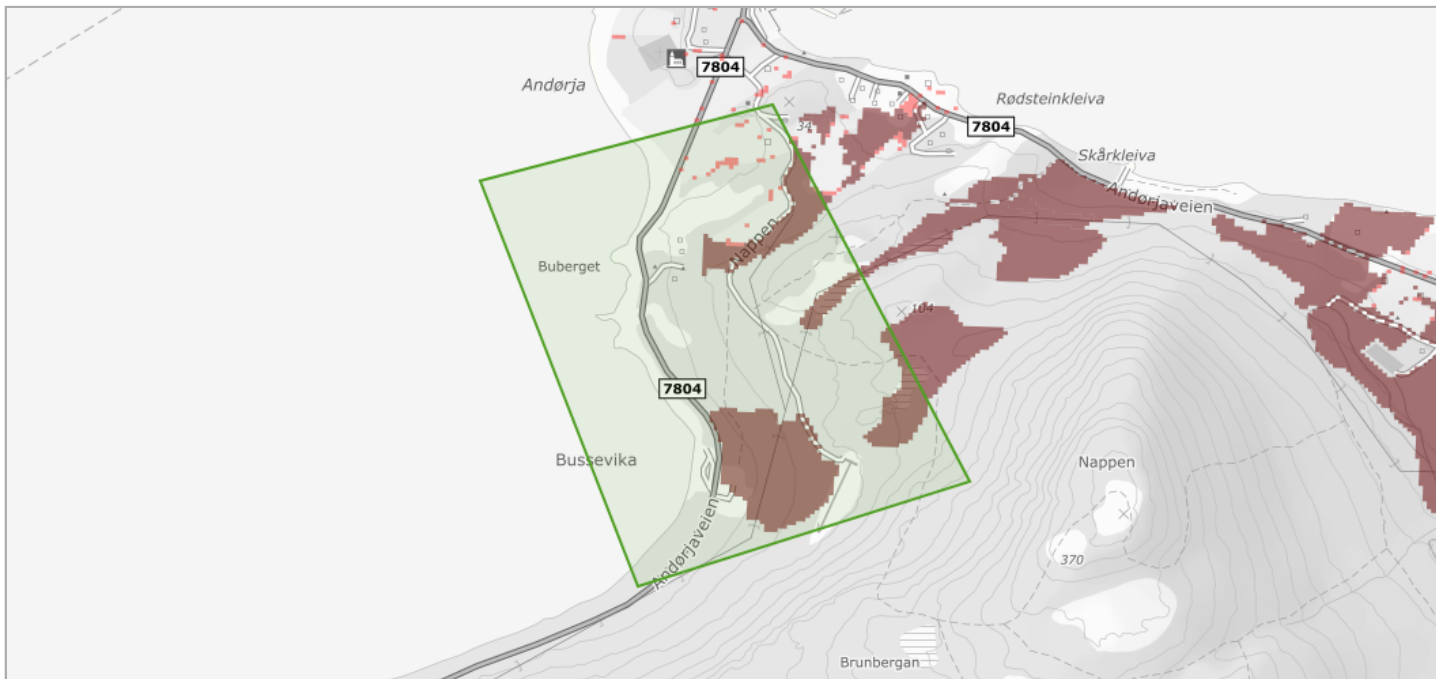 7804
Andørja
Rødsteinkleiva
34
7804
Skårkleiva
Andørjaveien
Nappen
Buberget
104
7804
Bussevika
Nappen
Andørjaveien
370
Brunbergan